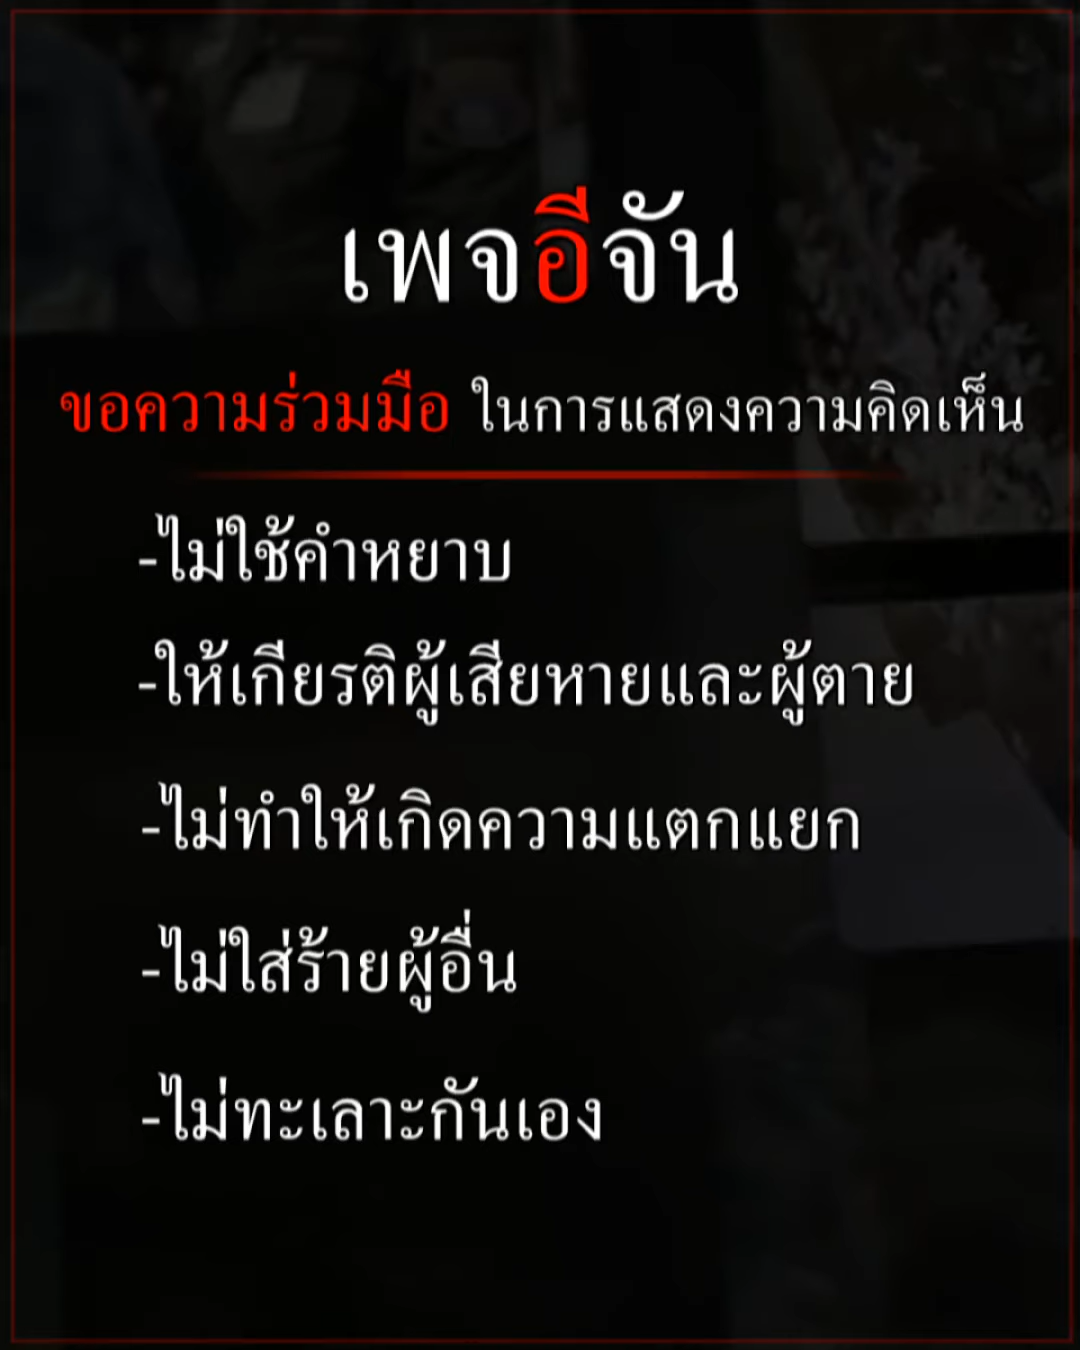 เพจอีจัน
ขอความร่วมมือ ในการแสดงความคิดเห็น
-ไม่ใช้คำหยาบ
-ให้เกียรติผู้เสียหายและผู้ตาย
-ไม่ทำให้เกิดความแตกแยก
-ไม่ใส่ร้ายผู้อื่น
-ไม่ทะเลาะกันเอง